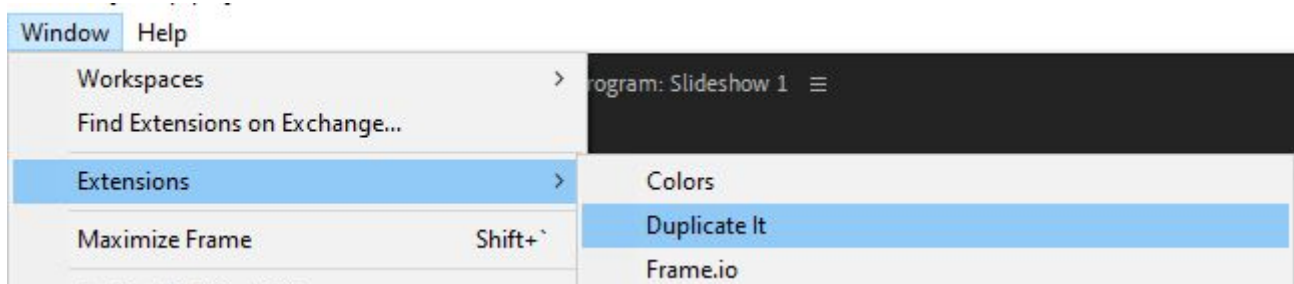 Window Help
Workspaces >
rogram: Slideshow 1 ≡
Find Extensions on Exchange...
Extensions >
Colors
Duplicate It
Maximize Frame Shift+`
Frame.io